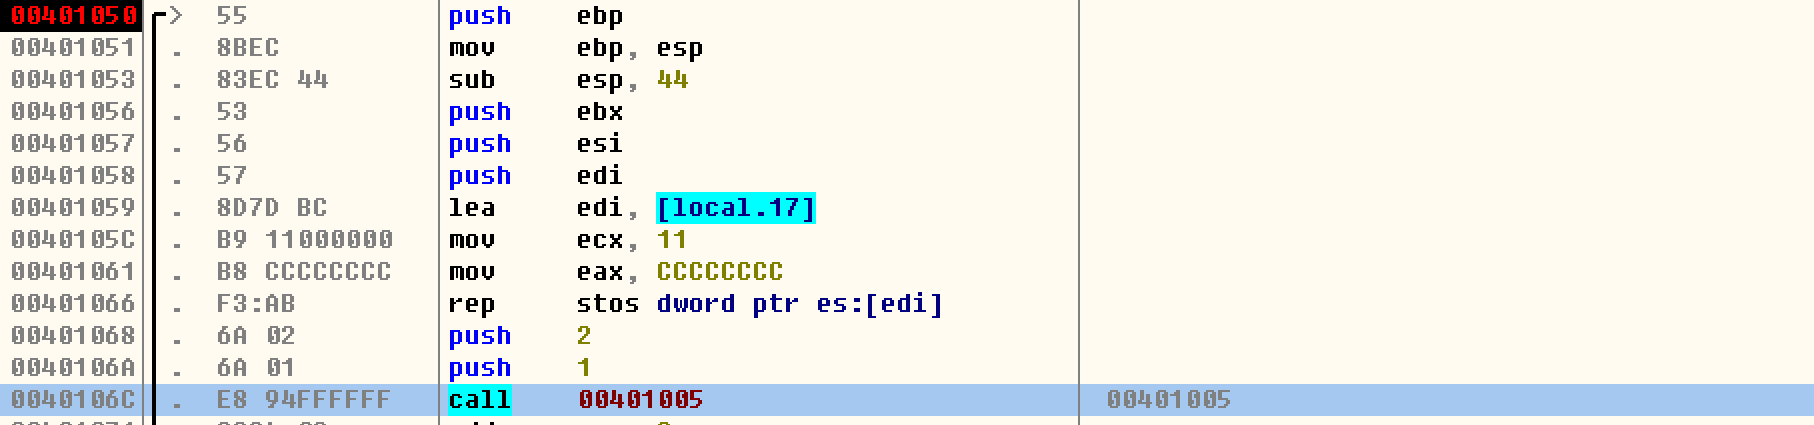 00401050 > 55 push ebp
00401051 . 8BEC mov ebp, esp
00401053 . 83EC 44 sub esp, 44
00401056 . 53 push ebx
00401057 . 56 push esi
00401058 . 57 push edi
00401059 . 8D7D BC lea edi, [local.17]
0040105C . B9 11000000 mov ecx, 11
00401061 . B8 CCCCCCCC mov eax, CCCCCCCC
00401066 . F3:AB rep stos dword ptr es:[edi]
00401068 . 6A 02 push 2
0040106A . 6A 01 push 1
0040106C . E8 94FFFFFF call 00401005 00401005